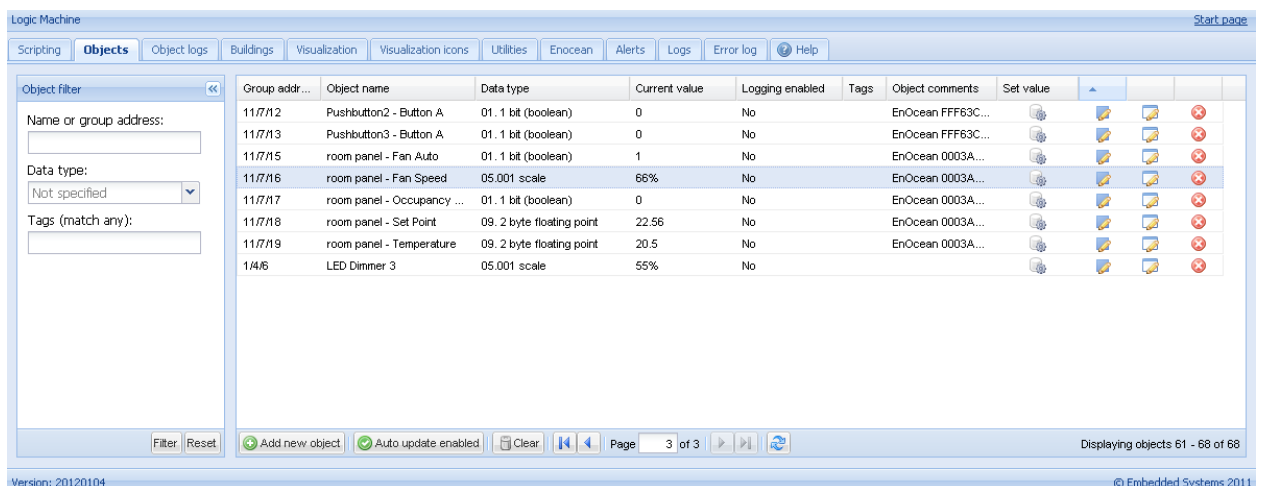 Logic Machine Start page
Scripting Objects Object logs Buildings Visualization Visualization icons Utilities Enocean Alerts Logs Error log Help
Object filter
Name or group address:
Data type:
Not specified
Tags (match any):
Filter Reset
Group addr... Object name Data type Current value Logging enabled Tags Object comments Set value
11/7/12 Pushbutton2 - Button A 01. 1 bit (boolean) 0 No EnOcean FFF63C...
11/7/13 Pushbutton3 - Button A 01. 1 bit (boolean) 0 No EnOcean FFF63C...
11/7/15 room panel - Fan Auto 01. 1 bit (boolean) 1 No EnOcean 0003A...
11/7/16 room panel - Fan Speed 05.001 scale 66% No EnOcean 0003A...
11/7/17 room panel - Occupancy ... 01. 1 bit (boolean) 0 No EnOcean 0003A...
11/7/18 room panel - Set Point 09. 2 byte floating point 22.56 No EnOcean 0003A...
11/7/19 room panel - Temperature 09. 2 byte floating point 20.5 No EnOcean 0003A...
1/4/6 LED Dimmer 3 05.001 scale 55% No
Add new object Auto update enabled Clear Page 3 of 3 Displaying objects 61 - 68 of 68
Version: 20120104 © Embedded Systems 2011